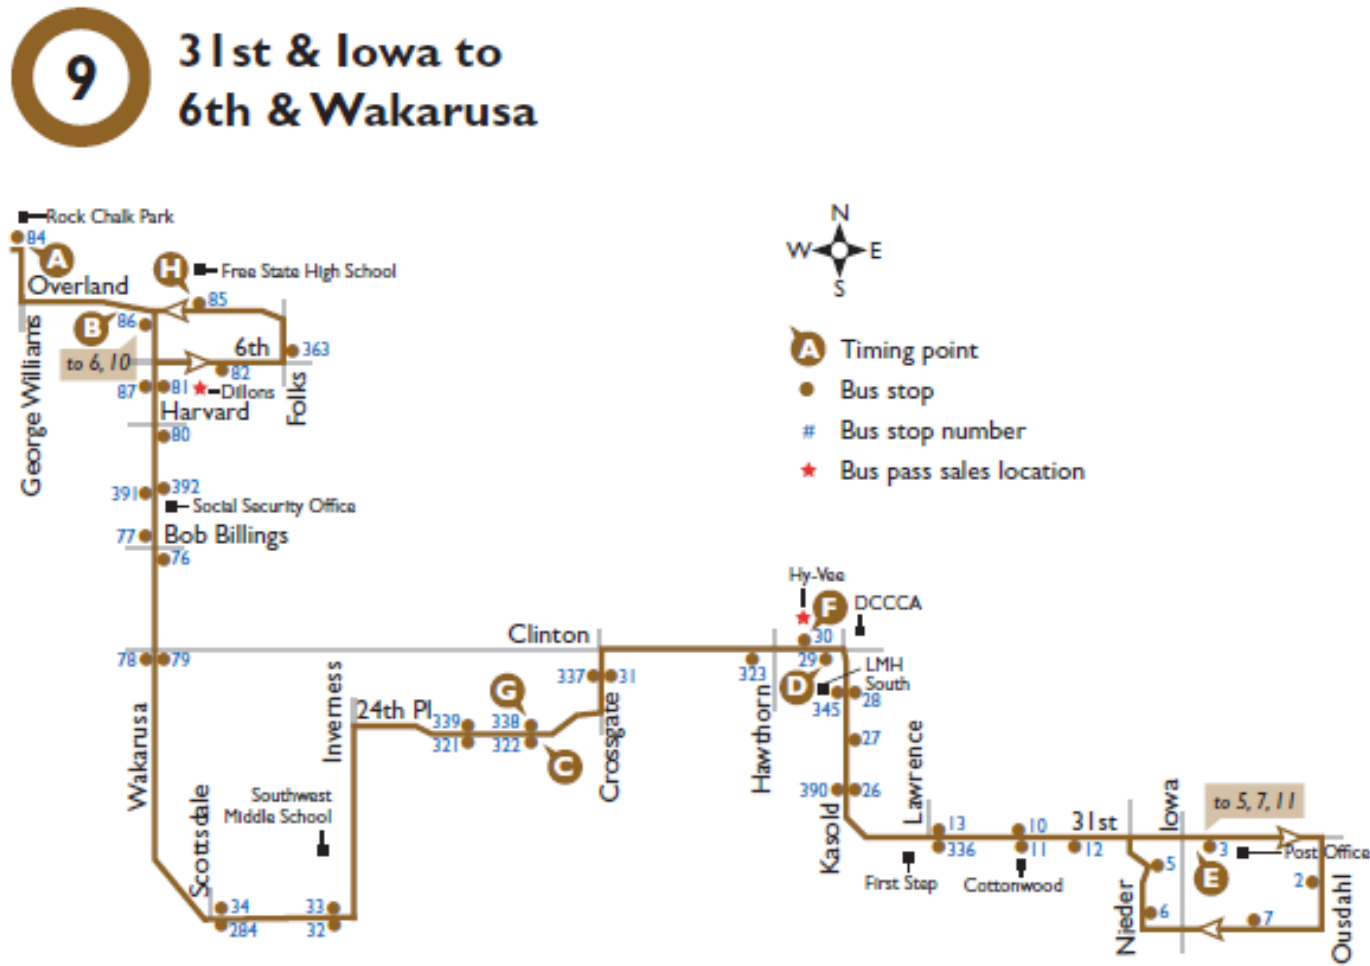 9
31st & Iowa to
6th & Wakarusa
Rock Chalk Park
84
A
Overland
H
Free State High School
85
B
86
to 6, 10
6th
363
82
Dillons
87
81
Harvard
Folks
George Williams
80
391
392
Social Security Office
77
Bob Billings
76
N
W
E
S
A
Timing point
Bus stop
#
Bus stop number
Bus pass sales location
Hy-Vee
F
DCCCA
30
Clinton
78
79
337
31
323
29
D
LMH
South
345
28
Inverness
24th Pl
339
G
338
321
322
C
Crossgate
Hawthorn
27
Lawrence
Wakarusa
390
26
Kasold
Iowa
to 5, 7, 11
Southwest
Middle School
Scottsdale
13
10
31st
336
11
12
3
Post Office
First Step
Cottonwood
5
E
2
34
33
284
32
Nieder
6
7
Ousdahl